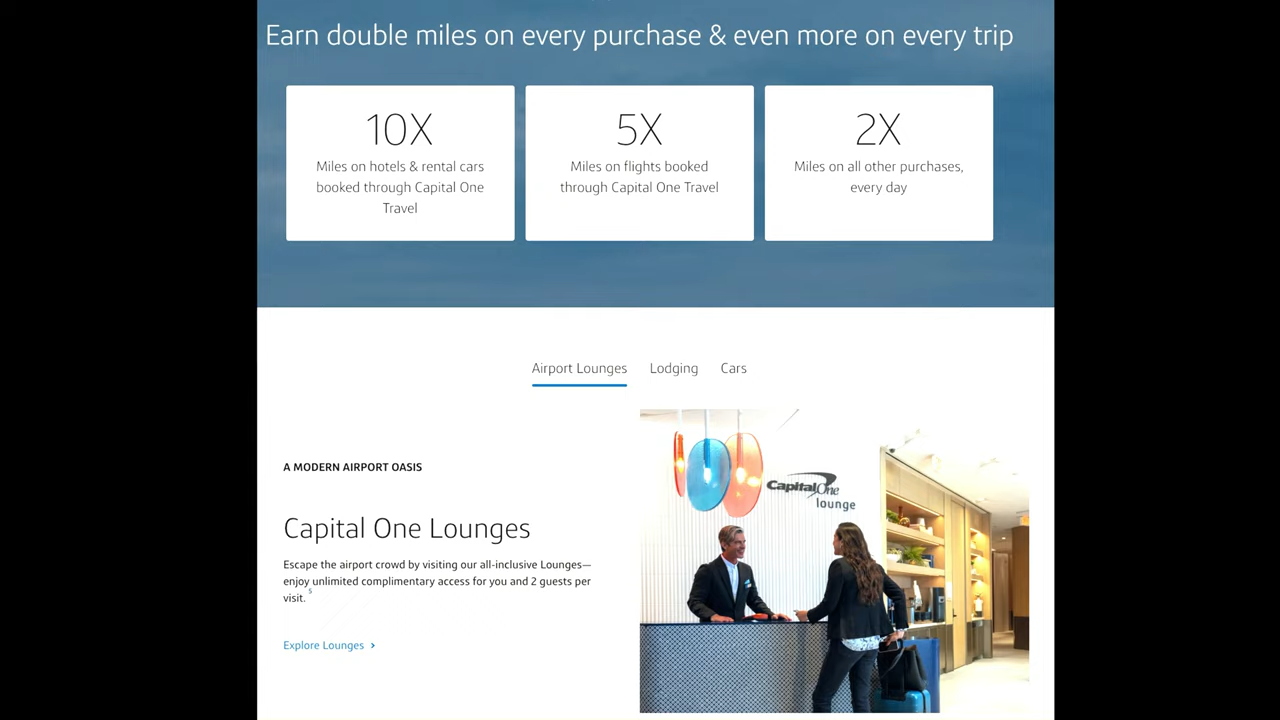 Earn double miles on every purchase & even more on every trip
10X
Miles on hotels & rental cars
booked through Capital One
Travel
5X
Miles on flights booked
through Capital One Travel
2X
Miles on all other purchases,
every day
Airport Lounges Lodging Cars
A MODERN AIRPORT OASIS
Capital One Lounges
Escape the airport crowd by visiting our all-inclusive Lounges—
enjoy unlimited complimentary access for you and 2 guests per
visit. 5
Explore Lounges >
Capital One
lounge